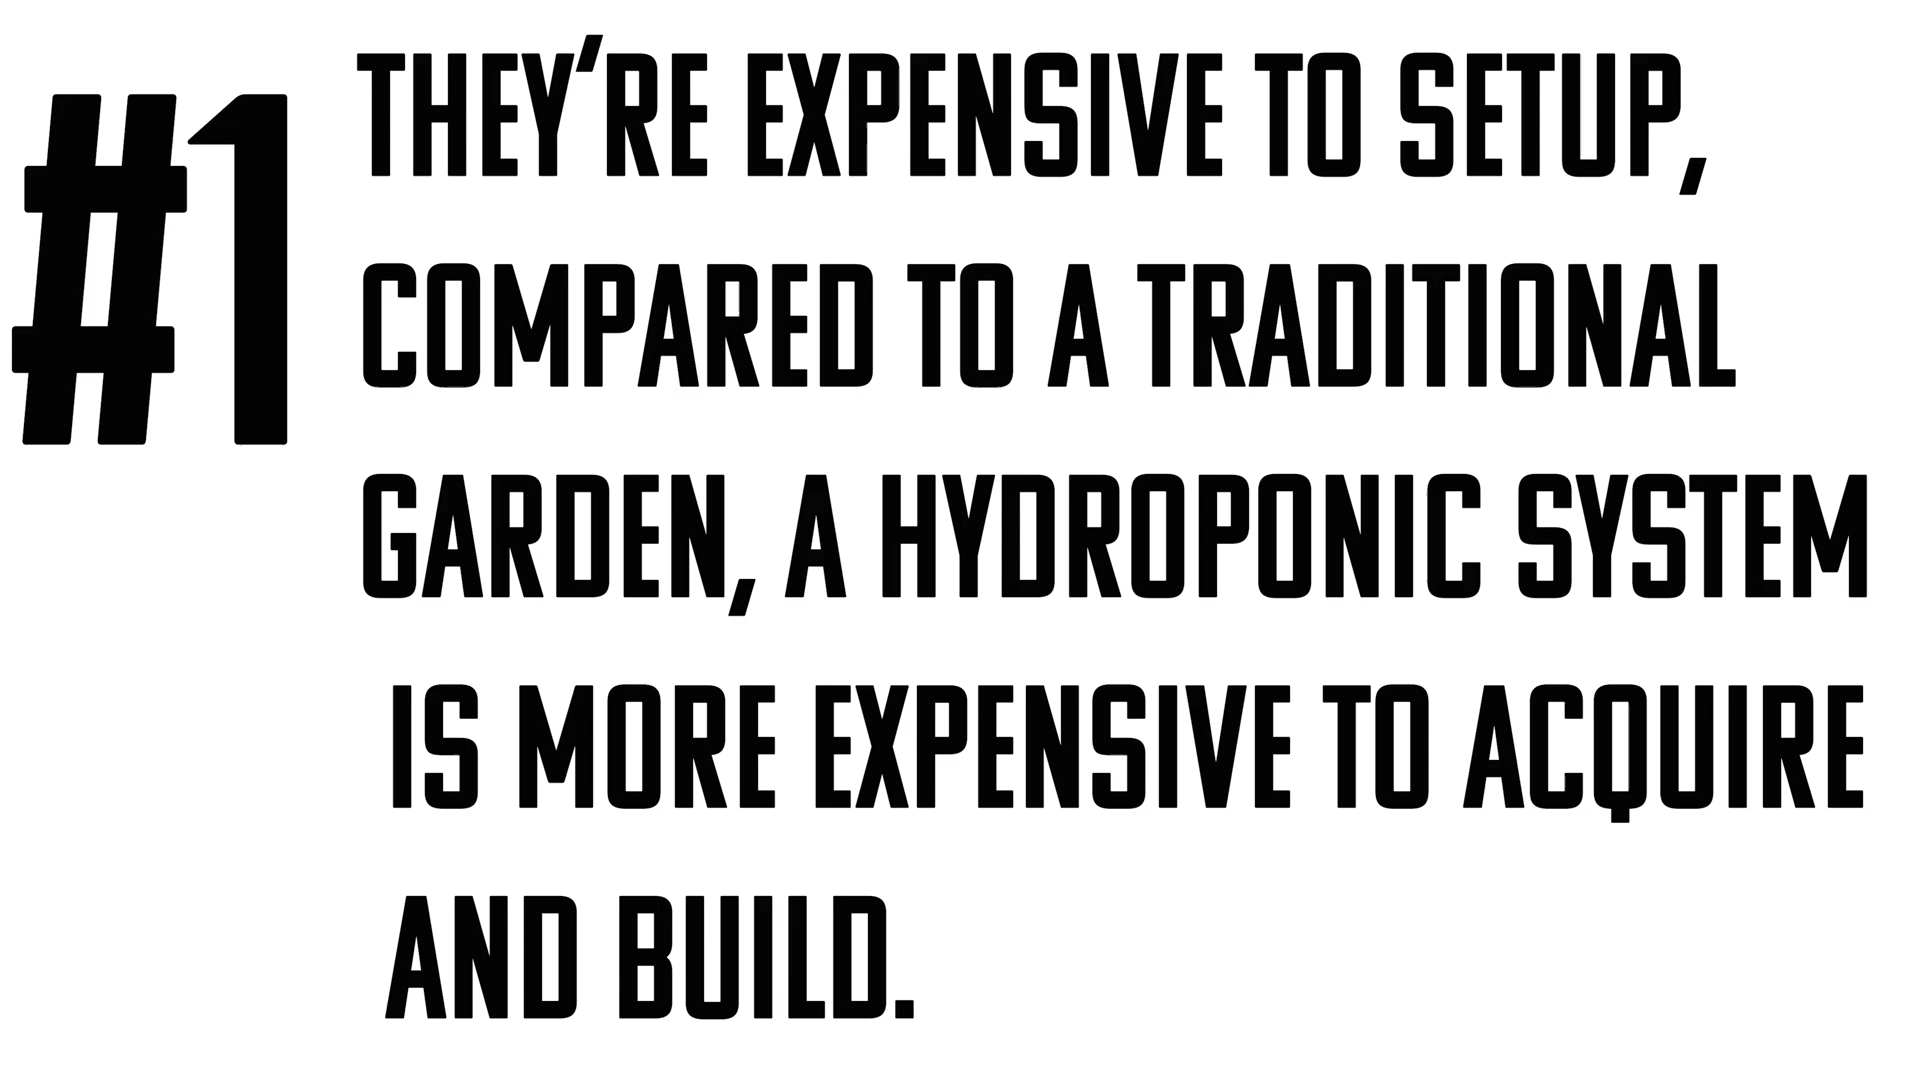 #1
THEY'RE EXPENSIVE TO SETUP,
COMPARED TO A TRADITIONAL
GARDEN, A HYDROPONIC SYSTEM
IS MORE EXPENSIVE TO ACQUIRE
AND BUILD.